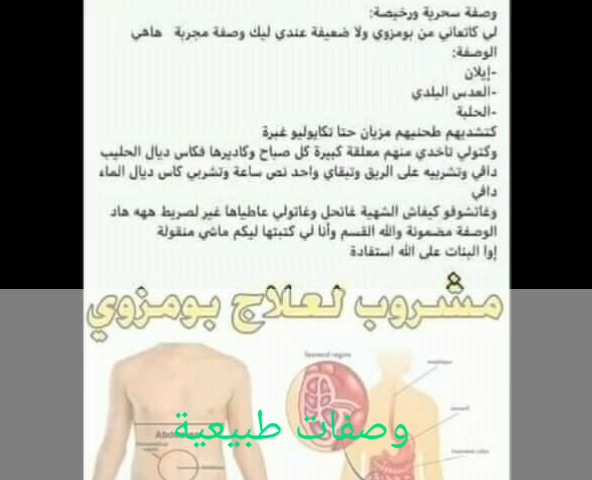 وصفة سحرية ورخيصة:
لي كاتعاني من بومزوي ولا ضعيفة عندي ليك وصفة مجربة هاهي
الوصفة:
-إيلان
-العدس البلدي
-الحلبة
كتشديهم طحنيهم مزيان حتا تكايوليو غبرة
وكتولي تاخدي منهم معلقة كبيرة كل صباح وكاديرها فكاس ديال الحليب
دافي وتشربيه على الريق وتبقاي واحد نص ساعة وتشربي كاس ديال الماء
دافي
وغاتشوفو كيفاش الشهية غاتحل وغاتولي عاطياها غير لصريط ههه هاد
الوصفة مضمونة والله القسم وأنا لي كتبتها ليكم ماشي منقولة
إوا البنات على الله استفادة
مشروب لعلاج بومزوي
وصفات طبيعية